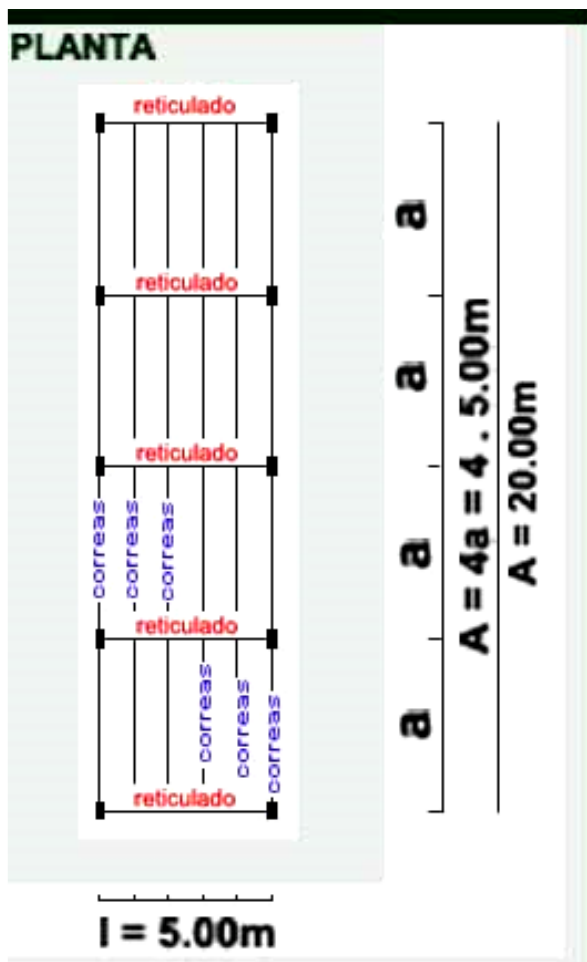 PLANTA
reticulado
reticulado
reticulado
correas
correas
correas
reticulado
correas
correas
correas
reticulado
a
a
a
a
A = 4a = 4 . 5.00m
A = 20.00m
l = 5.00m